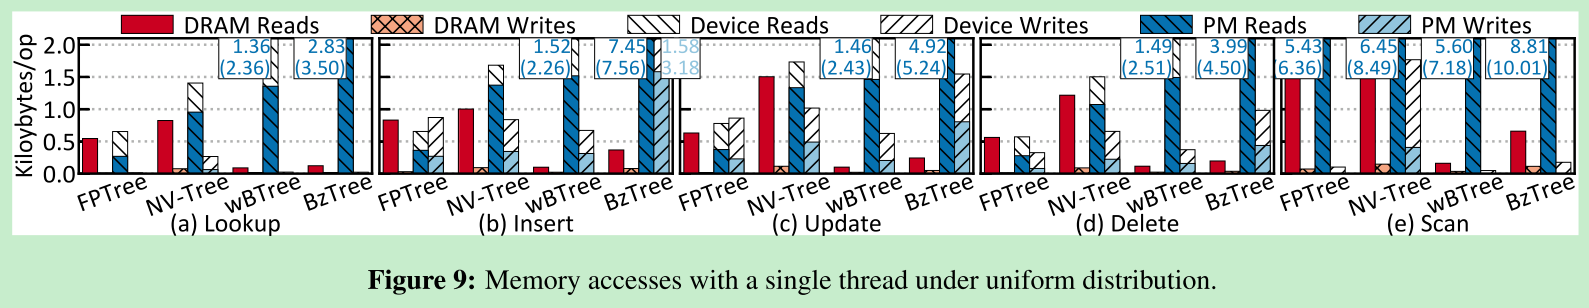 DRAM Reads DRAM Writes Device Reads Device Writes PM Reads PM Writes
Kiloybytes/op
2.0
1.5
1.0
0.5
0.0
1.36
(2.36)
2.83
(3.50)
FPTree NV-Tree wBTree BzTree
(a) Lookup
1.52
(2.26)
7.45
(7.56)
1.58
3.18
FPTree NV-Tree wBTree BzTree
(b) Insert
1.46
(2.43)
4.92
(5.24)
FPTree NV-Tree wBTree BzTree
(c) Update
1.49
(2.51)
3.99
(4.50)
FPTree NV-Tree wBTree BzTree
(d) Delete
5.43
6.36)
6.45
(8.49)
5.60
(7.18)
8.81
(10.01)
FPTree NV-Tree wBTree BzTree
(e) Scan
Figure 9: Memory accesses with a single thread under uniform distribution.